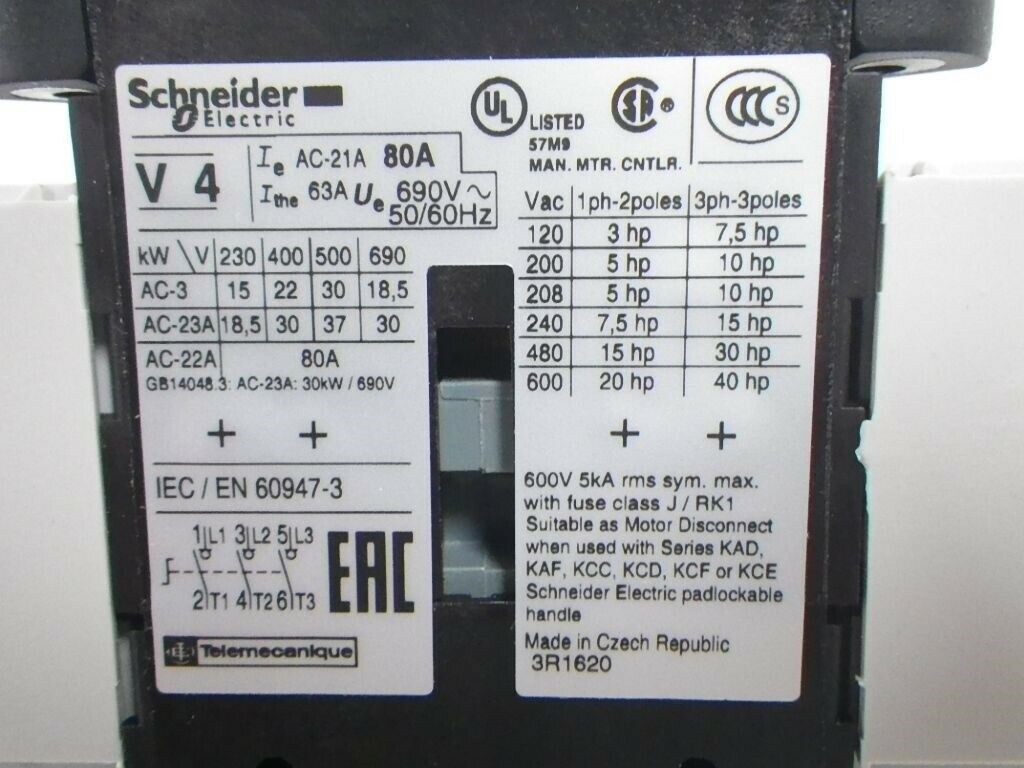 Schneider
Electric
V 4
Ie AC-21A 80A
Ithe 63A Ue 690V~
50/60Hz
kW \ V 230 400 500 690
AC-3 15 22 30 18,5
AC-23A 18,5 30 37 30
AC-22A 80A
GB14048.3: AC-23A: 30kW / 690V
+ +
IEC / EN 60947-3
1 L1 3 L2 5 L3
2 T1 4 T2 6 T3
EAC
Telemecanique
UL LISTED SA ® CCC S
57M9
MAN. MTR. CNTLR.
Vac 1ph-2poles 3ph-3poles
120 3 hp 7,5 hp
200 5 hp 10 hp
208 5 hp 10 hp
240 7,5 hp 15 hp
480 15 hp 30 hp
600 20 hp 40 hp
+ +
600V 5kA rms sym. max.
with fuse class J / RK1
Suitable as Motor Disconnect
when used with Series KAD,
KAF, KCC, KCD, KCF or KCE
Schneider Electric padlockable
handle
Made in Czech Republic
3R1620